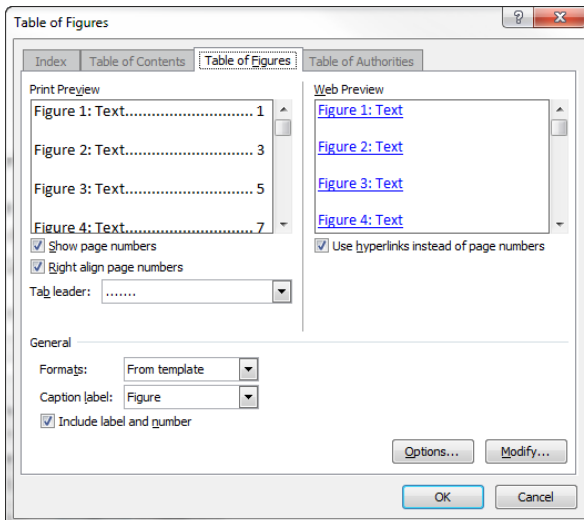 Table of Figures
Index Table of Contents Table of Figures Table of Authorities
Print Preview
Figure 1: Text............................ 1
Figure 2: Text............................ 3
Figure 3: Text............................ 5
Figure 4: Text............................ 7
Show page numbers
Right align page numbers
Tab leader: .......
Web Preview
Figure 1: Text
Figure 2: Text
Figure 3: Text
Figure 4: Text
Use hyperlinks instead of page numbers
General
Formats: From template
Caption label: Figure
Include label and number
Options... Modify...
OK Cancel